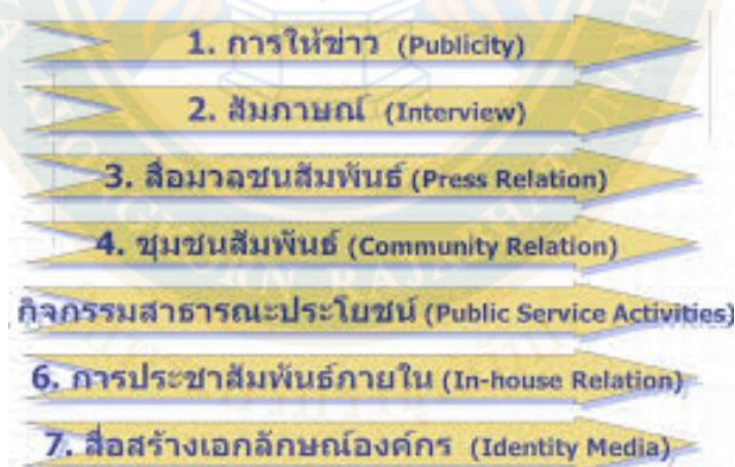 1. การให้ข่าว (Publicity)
2. สัมภาษณ์ (Interview)
3. สื่อมวลชนสัมพันธ์ (Press Relation)
4. ชุมชนสัมพันธ์ (Community Relation)
กิจกรรมสาธารณะประโยชน์ (Public Service Activities)
6. การประชาสัมพันธ์ภายใน (In-house Relation)
7. สื่อสร้างเอกลักษณ์องค์กร (Identity Media)